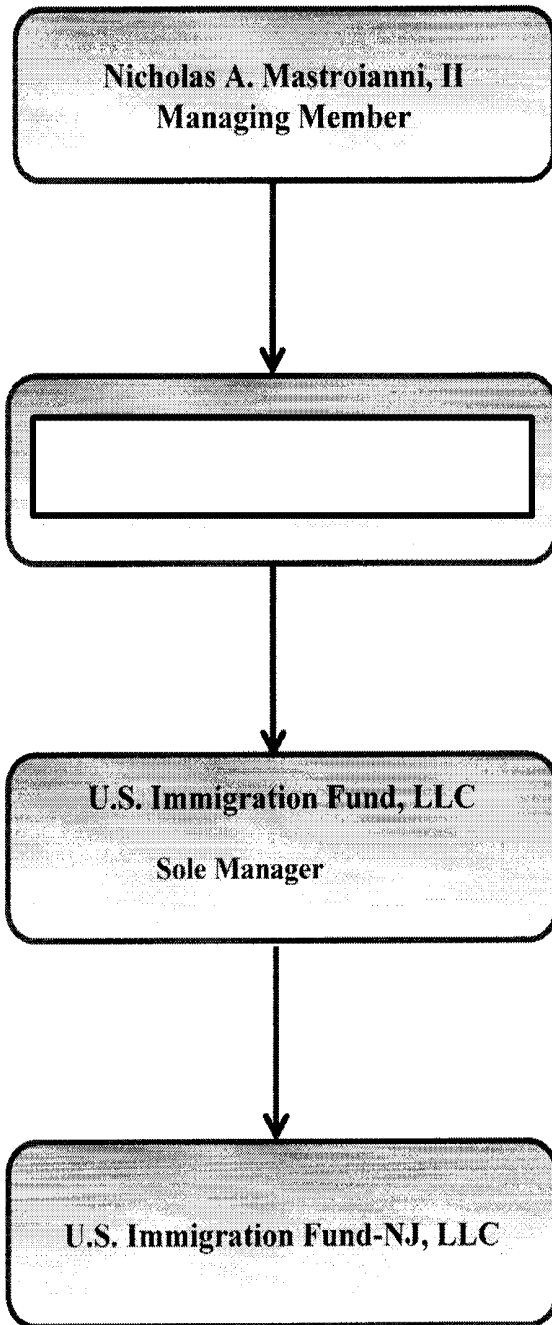 Nicholas A. Mastroianni, II
Managing Member
U.S. Immigration Fund, LLC
Sole Manager
U.S. Immigration Fund-NJ, LLC